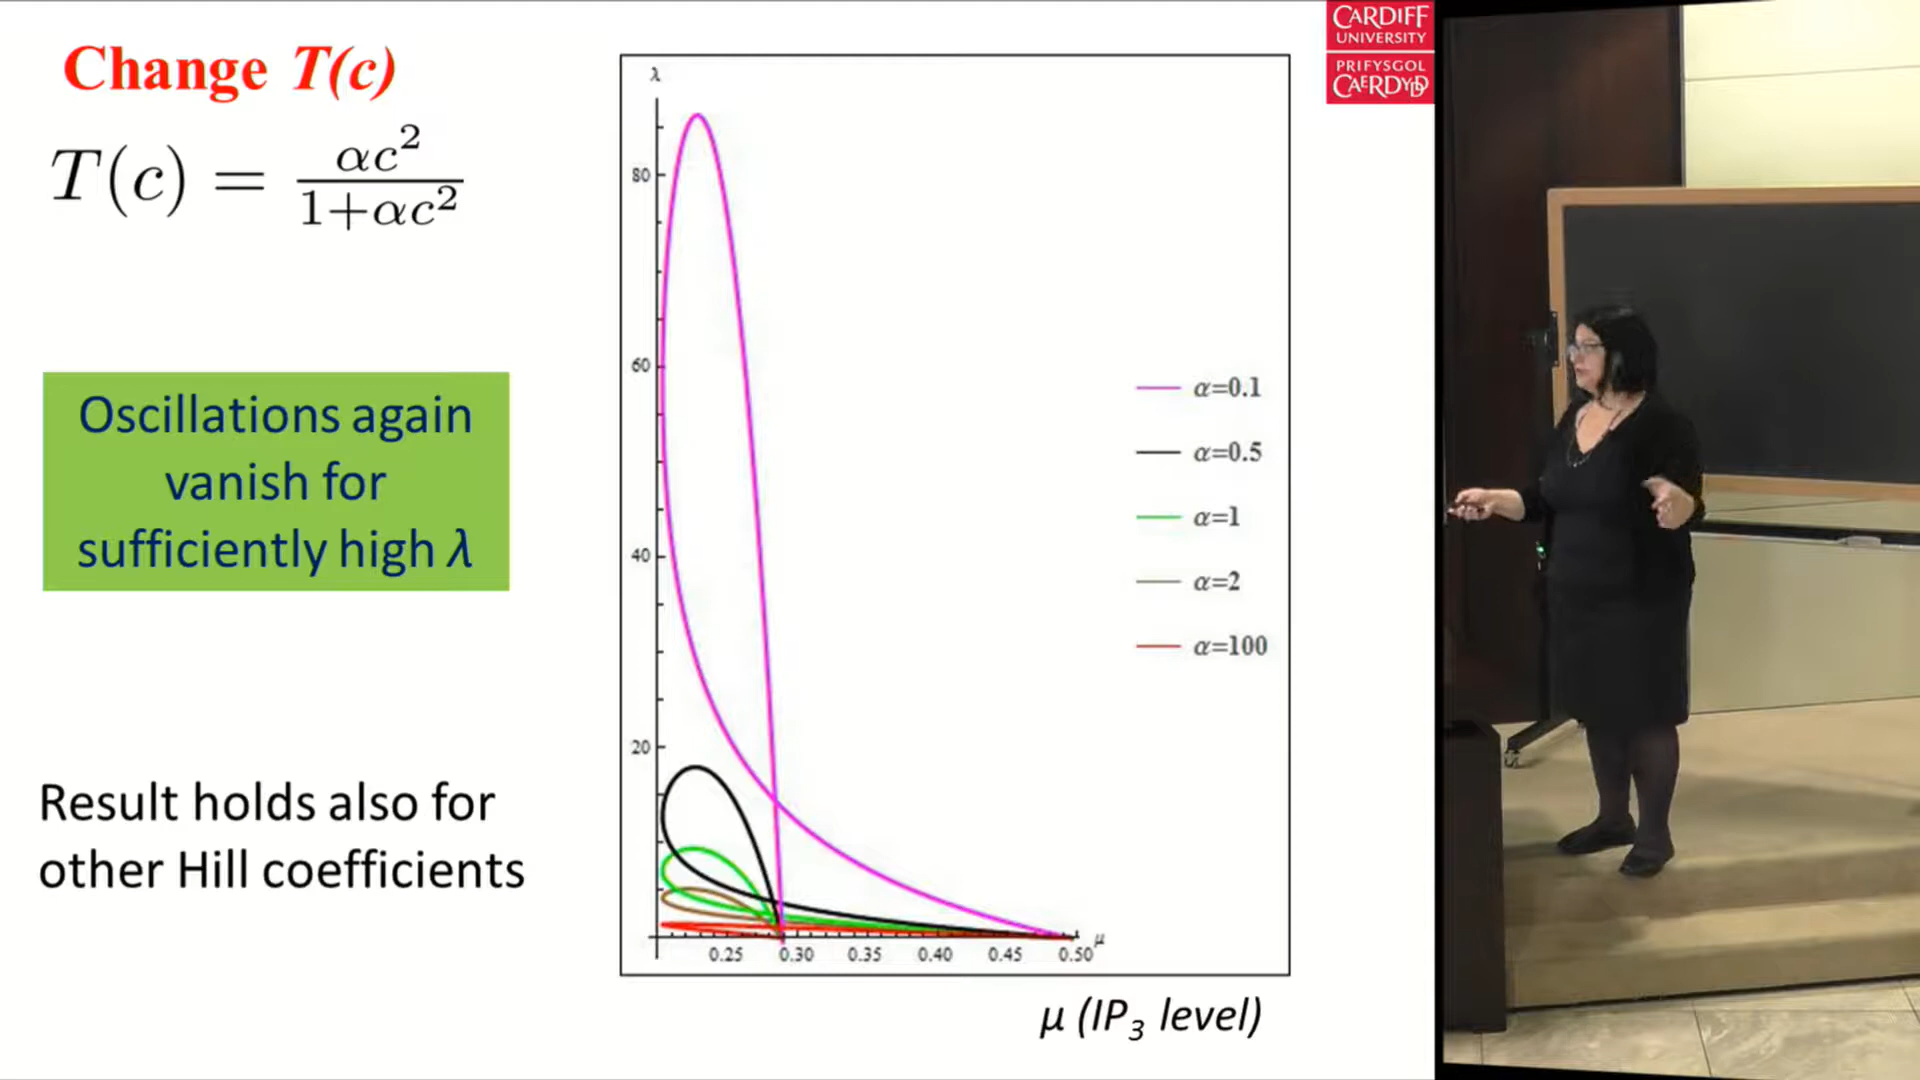 Change T(c)
T(c) = αc² / 1+αc²
Oscillations again
vanish for
sufficiently high λ
Result holds also for
other Hill coefficients
λ
80
60
40
20
0.25 0.30 0.35 0.40 0.45 0.50
μ
α=0.1
α=0.5
α=1
α=2
α=100
μ (IP₃ level)
CARDIFF
UNIVERSITY
PRIFYSGOL
CAERDYDD